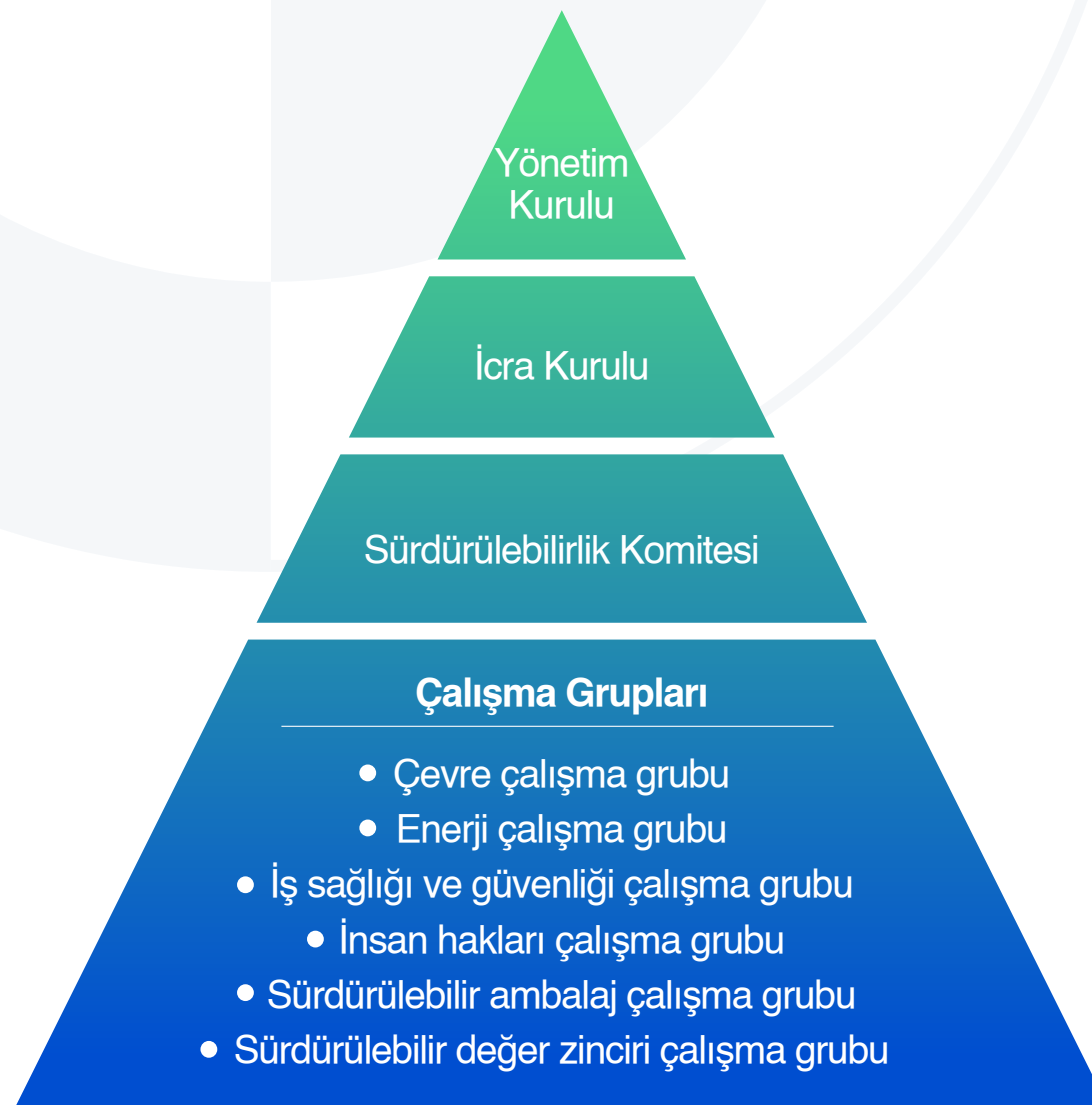 Yönetim
Kurulu
İcra Kurulu
Sürdürülebilirlik Komitesi
Çalışma Grupları
• Çevre çalışma grubu
• Enerji çalışma grubu
• İş sağlığı ve güvenliği çalışma grubu
• İnsan hakları çalışma grubu
• Sürdürülebilir ambalaj çalışma grubu
• Sürdürülebilir değer zinciri çalışma grubu